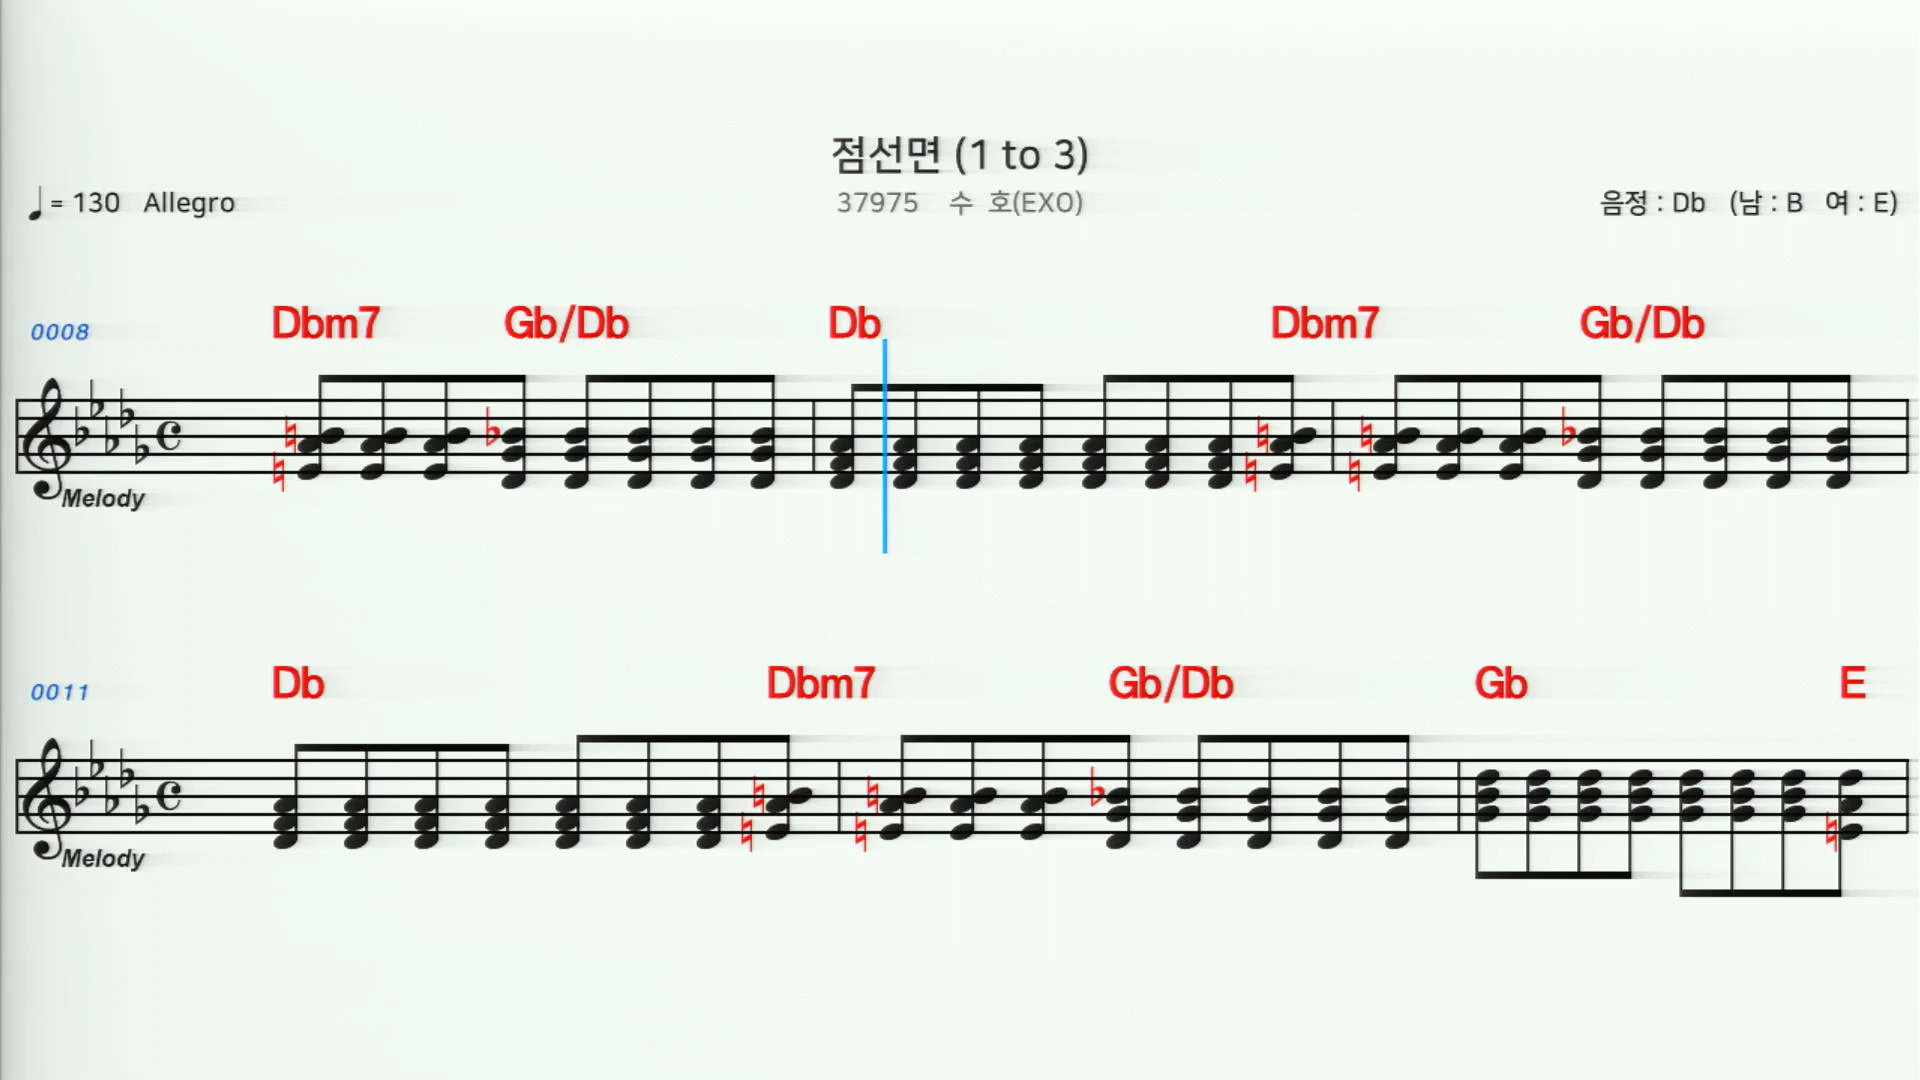 점선면 (1 to 3)
♩ = 130 Allegro
37975 수 호(EXO)
음정 : Db (남 : B 여 : E)
0008
Dbm7 Gb/Db Db Dbm7 Gb/Db
Melody
0011
Db Dbm7 Gb/Db Gb E
Melody